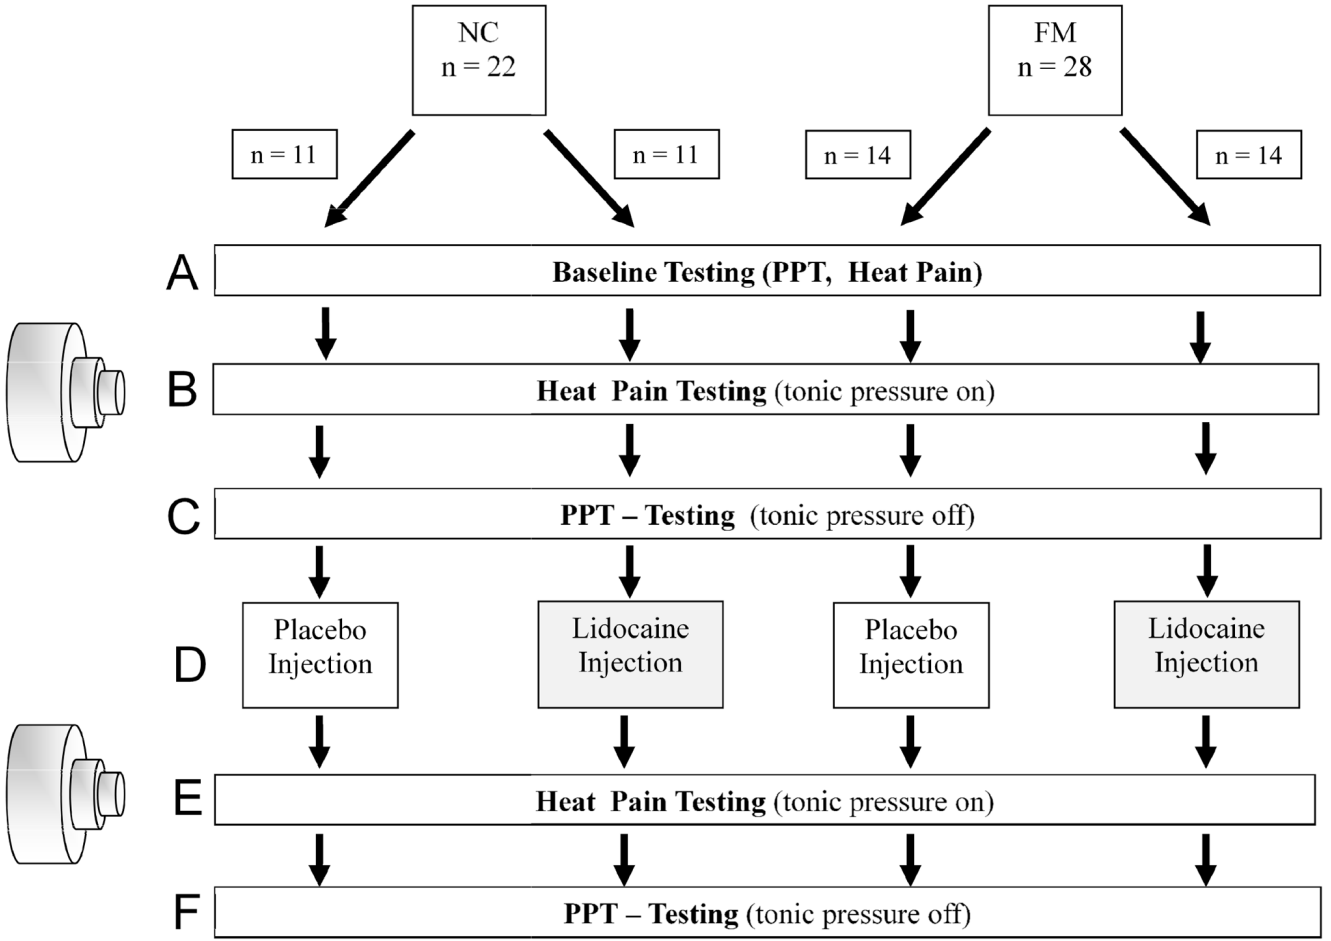 NC
n = 22
FM
n = 28
n = 11
n = 11
n = 14
n = 14
A
Baseline Testing (PPT, Heat Pain)
B
Heat Pain Testing (tonic pressure on)
C
PPT – Testing (tonic pressure off)
D
Placebo
Injection
Lidocaine
Injection
Placebo
Injection
Lidocaine
Injection
E
Heat Pain Testing (tonic pressure on)
F
PPT – Testing (tonic pressure off)